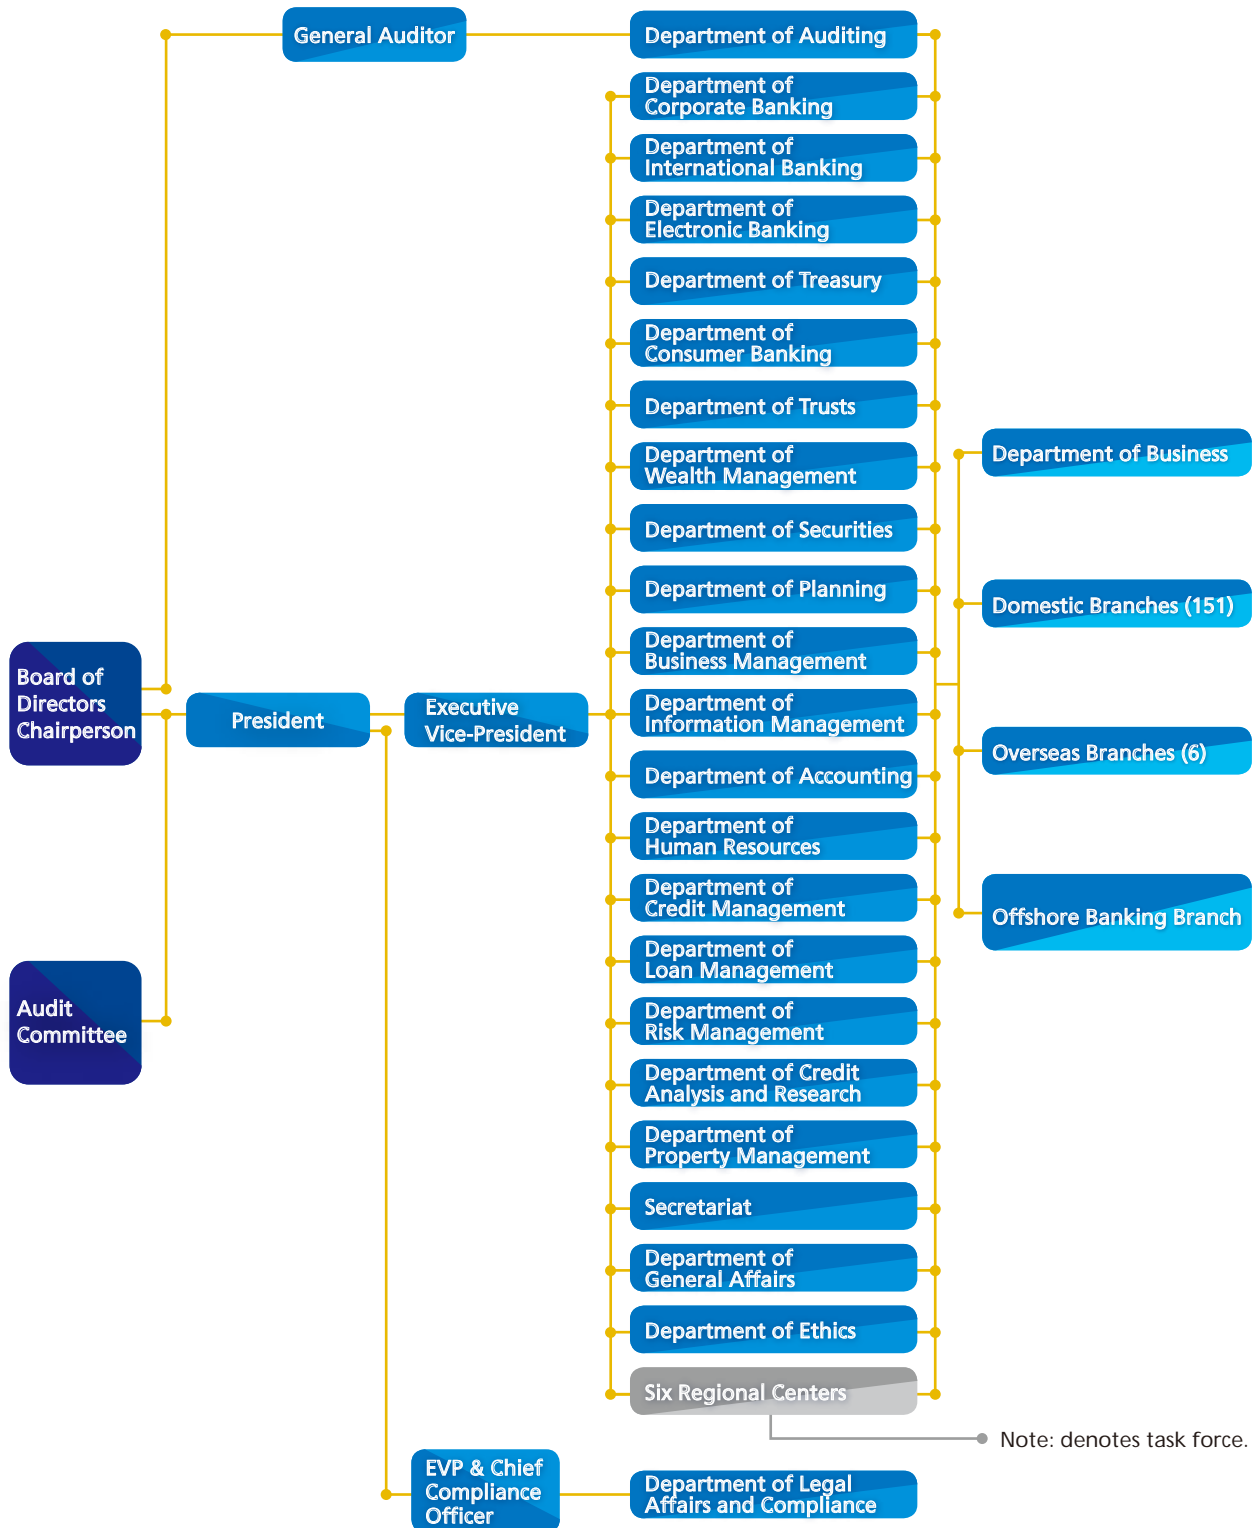 General Auditor
Department of Auditing
Department of
Corporate Banking
Department of
International Banking
Department of
Electronic Banking
Department of Treasury
Department of
Consumer Banking
Department of Trusts
Department of
Wealth Management
Department of Securities
Department of Planning
Department of
Business Management
Department of
Information Management
Department of Accounting
Department of
Human Resources
Department of
Credit Management
Department of
Loan Management
Department of
Risk Management
Department of Credit
Analysis and Research
Department of
Property Management
Secretariat
Department of
General Affairs
Department of Ethics
Six Regional Centers
Department of Business
Domestic Branches (151)
Overseas Branches (6)
Offshore Banking Branch
Board of
Directors
Chairperson
President
Executive
Vice-President
Audit
Committee
Note: denotes task force.
EVP & Chief
Compliance
Officer
Department of Legal
Affairs and Compliance